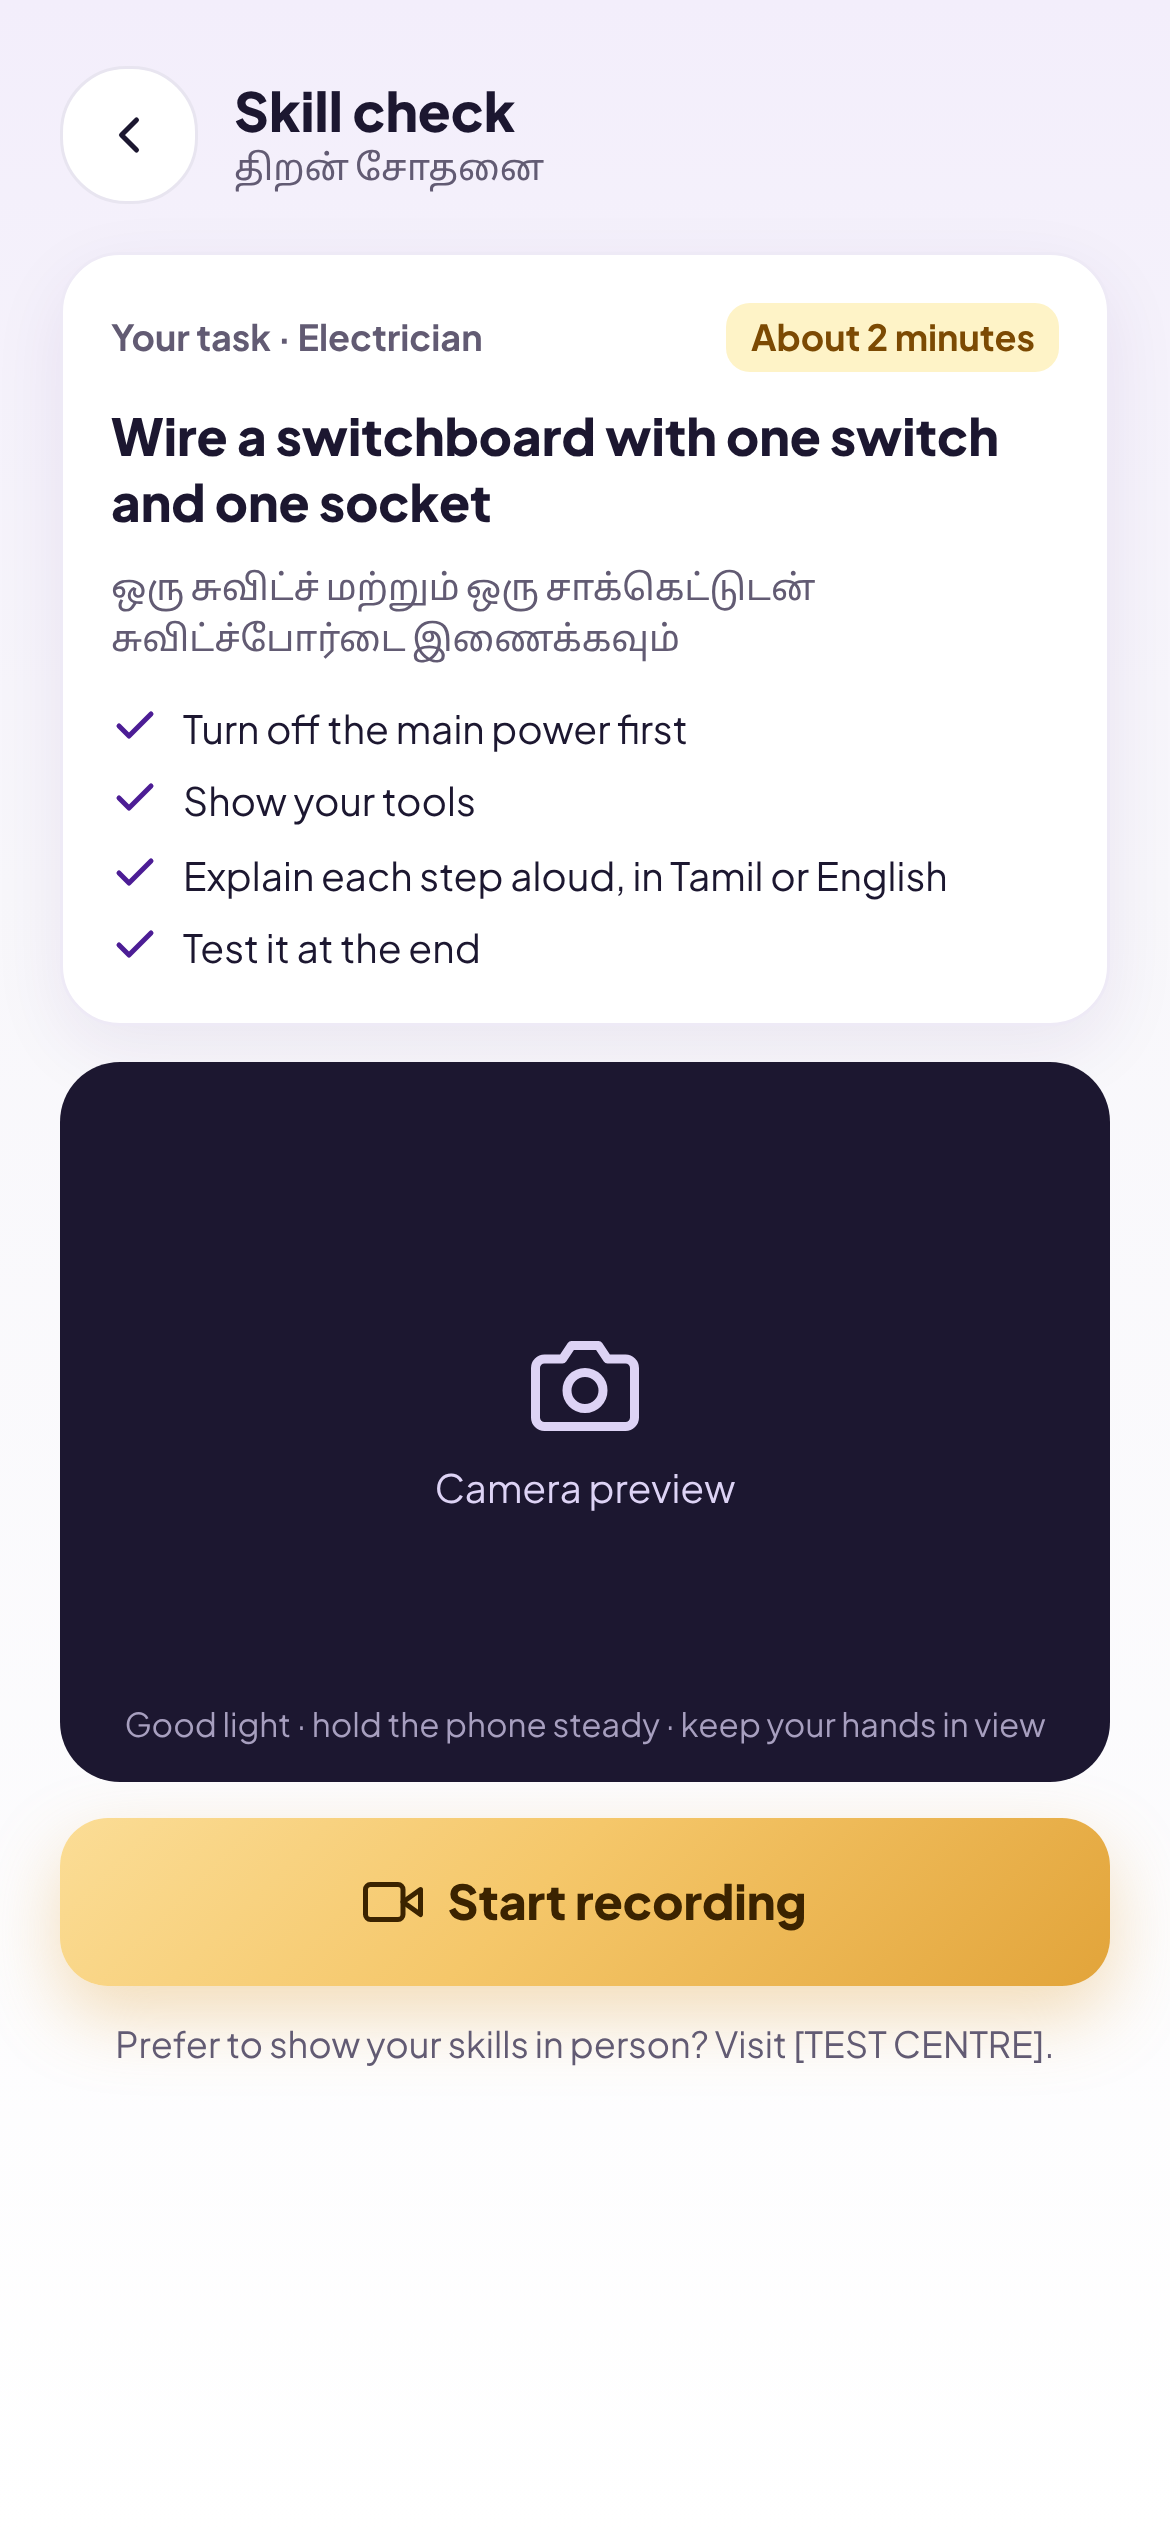 Skill check
திறன் சோதனை
Your task · Electrician
About 2 minutes
Wire a switchboard with one switch
and one socket
ஒரு சுவிட்ச் மற்றும் ஒரு சாக்கெட்டுடன்
சுவிட்ச்போர்டை இணைக்கவும்
Turn off the main power first
Show your tools
Explain each step aloud, in Tamil or English
Test it at the end
Camera preview
Good light · hold the phone steady · keep your hands in view
Start recording
Prefer to show your skills in person? Visit [TEST CENTRE].